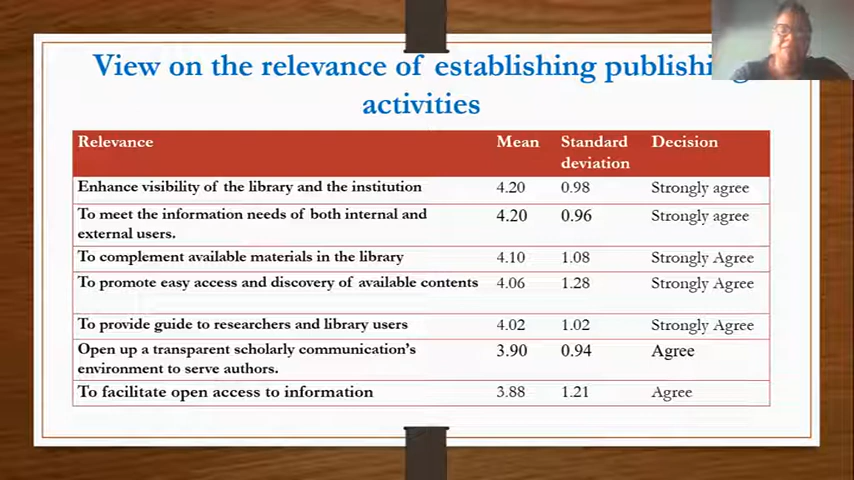 View on the relevance of establishing
activities
Relevance Mean Standard Decision
deviation
Enhance visibility of the library and the institution 4.20 0.98 Strongly agree
To meet the information needs of both internal and 4.20 0.96 Strongly agree
external users.
To complement available materials in the library 4.10 1.08 Strongly Agree
To promote easy access and discovery of available contents 4.06 1.28 Strongly Agree
To provide guide to researchers and library users 4.02 1.02 Strongly Agree
Open up a transparent scholarly communication's 3.90 0.94 Agree
environment to serve authors.
To facilitate open access to information 3.88 1.21 Agree